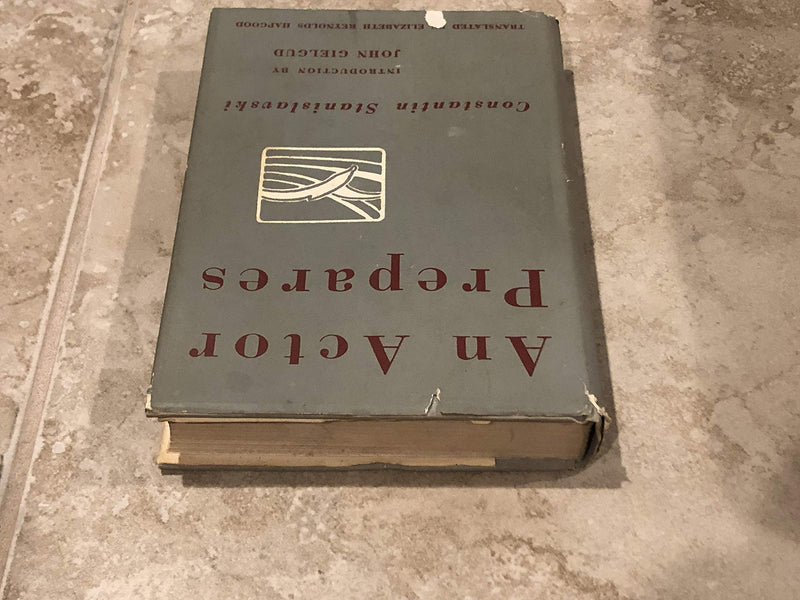 An Actor
Prepares
Constantin Stanislavski
INTRODUCTION BY
JOHN GIELGUD
TRANSLATED ELIZABETH REYNOLDS HAPGOOD